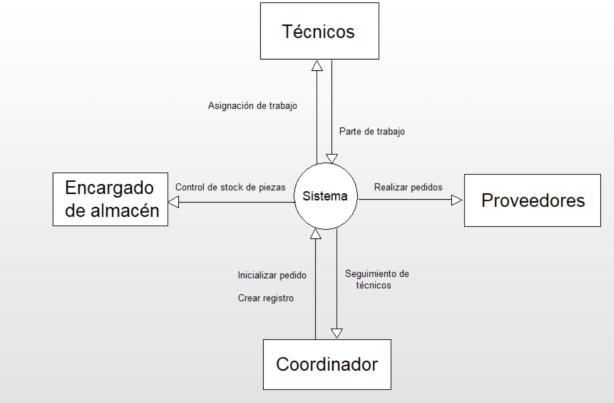 Técnicos
Asignación de trabajo
Parte de trabajo
Encargado
de almacén
Control de stock de piezas
Sistema
Realizar pedidos
Proveedores
Inicializar pedido
Crear registro
Seguimiento de
técnicos
Coordinador